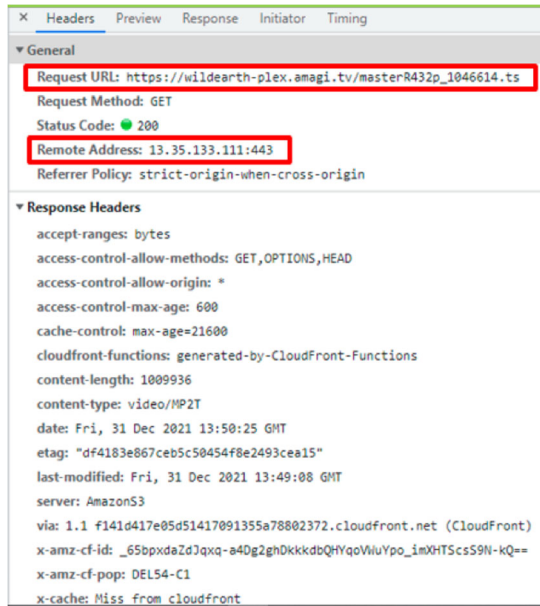 × Headers Preview Response Initiator Timing
▼ General
Request URL: https://wildearth-plex.amagi.tv/masterR432p_1046614.ts
Request Method: GET
Status Code: 200
Remote Address: 13.35.133.111:443
Referrer Policy: strict-origin-when-cross-origin
▼ Response Headers
accept-ranges: bytes
access-control-allow-methods: GET,OPTIONS,HEAD
access-control-allow-origin: *
access-control-max-age: 600
cache-control: max-age=21600
cloudfront-functions: generated-by-CloudFront-Functions
content-length: 1009936
content-type: video/MP2T
date: Fri, 31 Dec 2021 13:50:25 GMT
etag: "df4183e867ceb5c50454f8e2493cea15"
last-modified: Fri, 31 Dec 2021 13:49:08 GMT
server: AmazonS3
via: 1.1 f141d417e05d51417091355a78802372.cloudfront.net (CloudFront)
x-amz-cf-id: _65bpxdaZdJqxq-a4Dg2ghDkkkdbQHYqoVWuYpo_imXHTScsS9N-kQ==
x-amz-cf-pop: DEL54-C1
x-cache: Miss from cloudfront